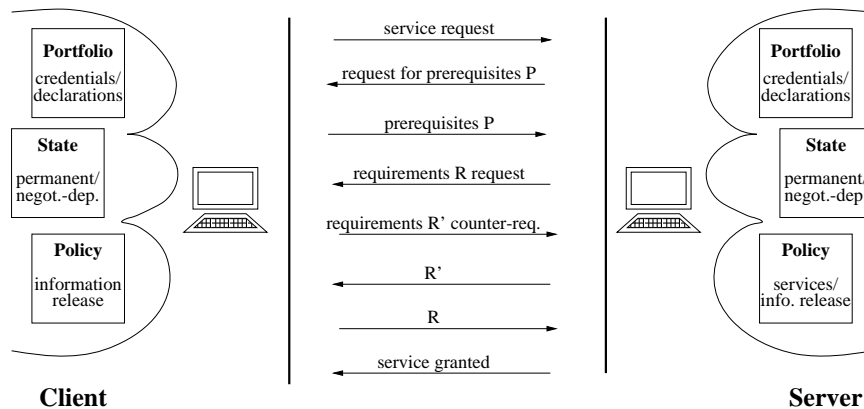 Portfolio
credentials/
declarations
State
permanent/
negot.-dep.
Policy
information
release
Client
service request
request for prerequisites P
prerequisites P
requirements R request
requirements R' counter-req.
R'
R
service granted
Portfolio
credentials/
declarations
State
permanent/
negot.-dep
Policy
services/
info. release
Server